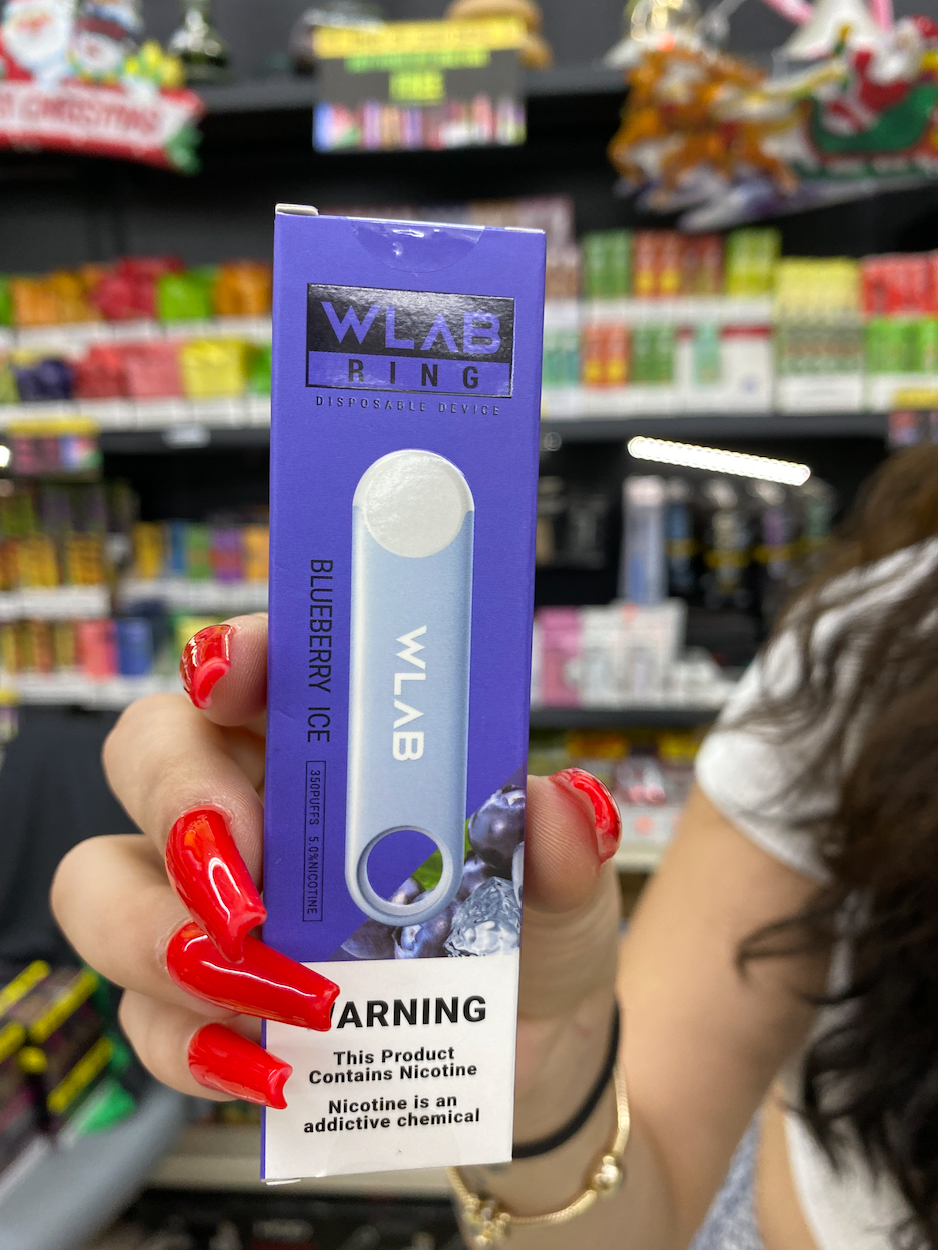 WLAB
RING
DISPOSABLE DEVICE
BLUEBERRY ICE
350PUFFS 5.0%NICOTINE
WLAB
ARNING
This Product
Contains Nicotine
Nicotine is an
addictive chemical
CHRISTMAS